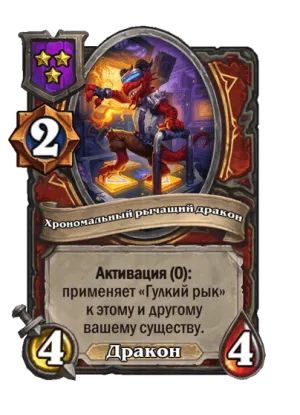 2
Хрономальный рычащий дракон
Активация (0):
применяет «Гулкий рык»
к этому и другому
вашему существу.
4
Дракон
4